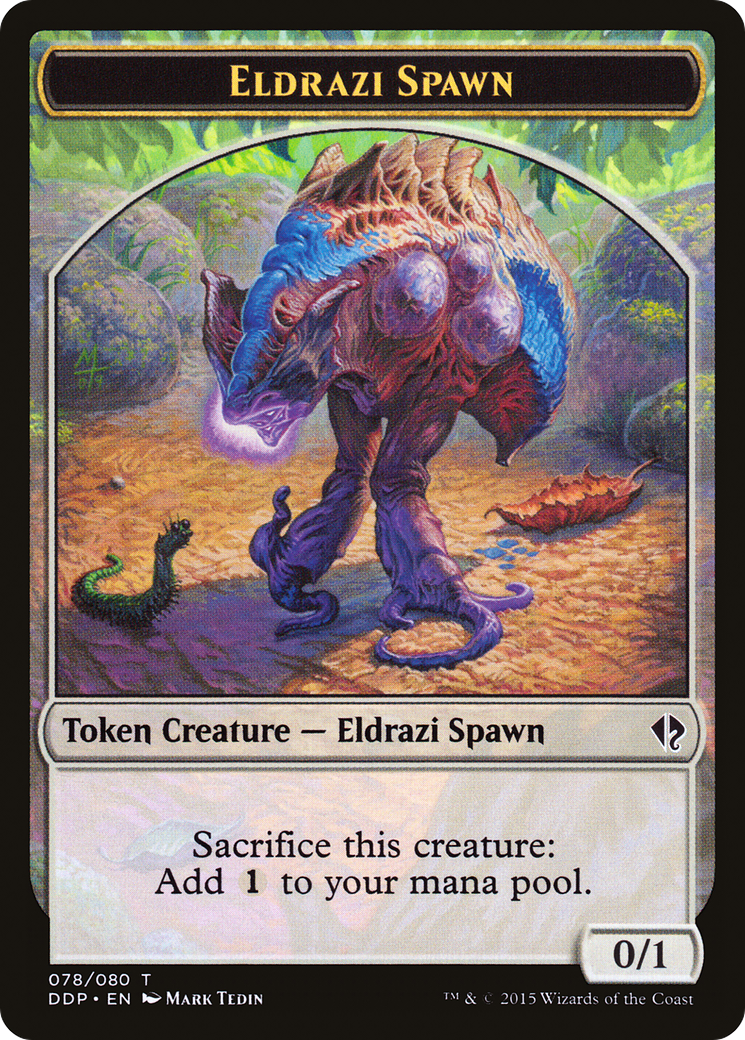 ELDRAZI SPAWN
Token Creature — Eldrazi Spawn
Sacrifice this creature:
Add 1 to your mana pool.
0/1
078/080 T
DDP • EN MARK TEDIN
™ & © 2015 Wizards of the Coast